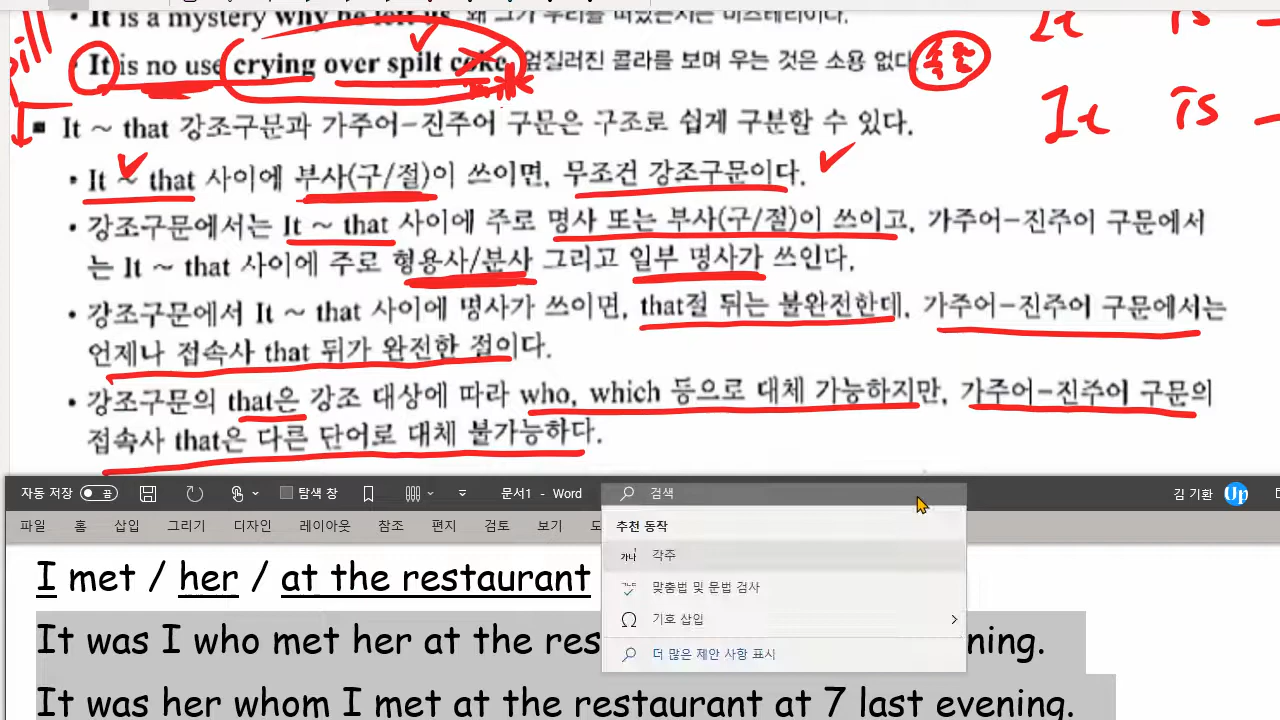 • It is a mystery why he left us 왜 그가 우리를 떠났는지는 미스테리이다.
• It is no use crying over spilt coke 엎질러진 콜라를 보며 우는 것은 소용 없다. 속담
milk
It is
It is
■ It ~ that 강조구문과 가주어-진주어 구문은 구조로 쉽게 구분할 수 있다.
• It ~ that 사이에 부사(구/절)이 쓰이면, 무조건 강조구문이다.
• 강조구문에서는 It ~ that 사이에 주로 명사 또는 부사(구/절)이 쓰이고, 가주어-진주이 구문에서
는 It ~ that 사이에 주로 형용사/분사 그리고 일부 명사가 쓰인다.
• 강조구문에서 It ~ that 사이에 명사가 쓰이면, that절 뒤는 불완전한데, 가주어-진주어 구문에서는
언제나 접속사 that 뒤가 완전한 절이다.
• 강조구문의 that은 강조 대상에 따라 who, which 등으로 대체 가능하지만, 가주어-진주어 구문의
접속사 that은 다른 단어로 대체 불가능하다.
자동 저장 끔 탐색 창 문서1 - Word 검색 김 기환 Up
파일 홈 삽입 그리기 디자인 레이아웃 참조 편지 검토 보기 도
추천 동작
각주
맞춤법 및 문법 검사
기호 삽입
더 많은 제안 사항 표시
I met / her / at the restaurant
It was I who met her at the res ning.
It was her whom I met at the restaurant at 7 last evening.